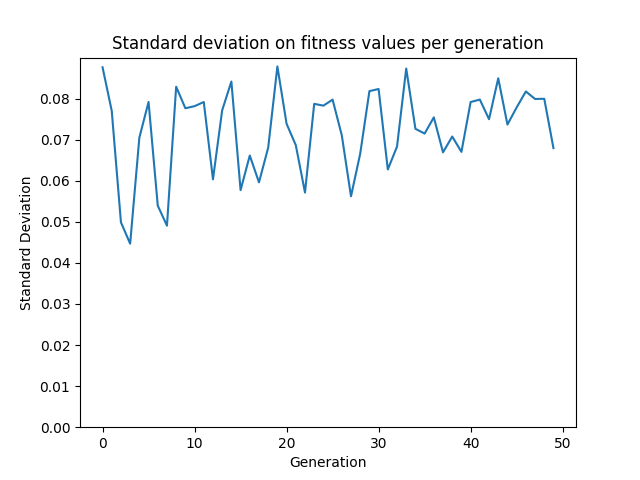 Standard deviation on fitness values per generation
Standard Deviation
0.08
0.07
0.06
0.05
0.04
0.03
0.02
0.01
0.00
0 10 20 30 40 50
Generation